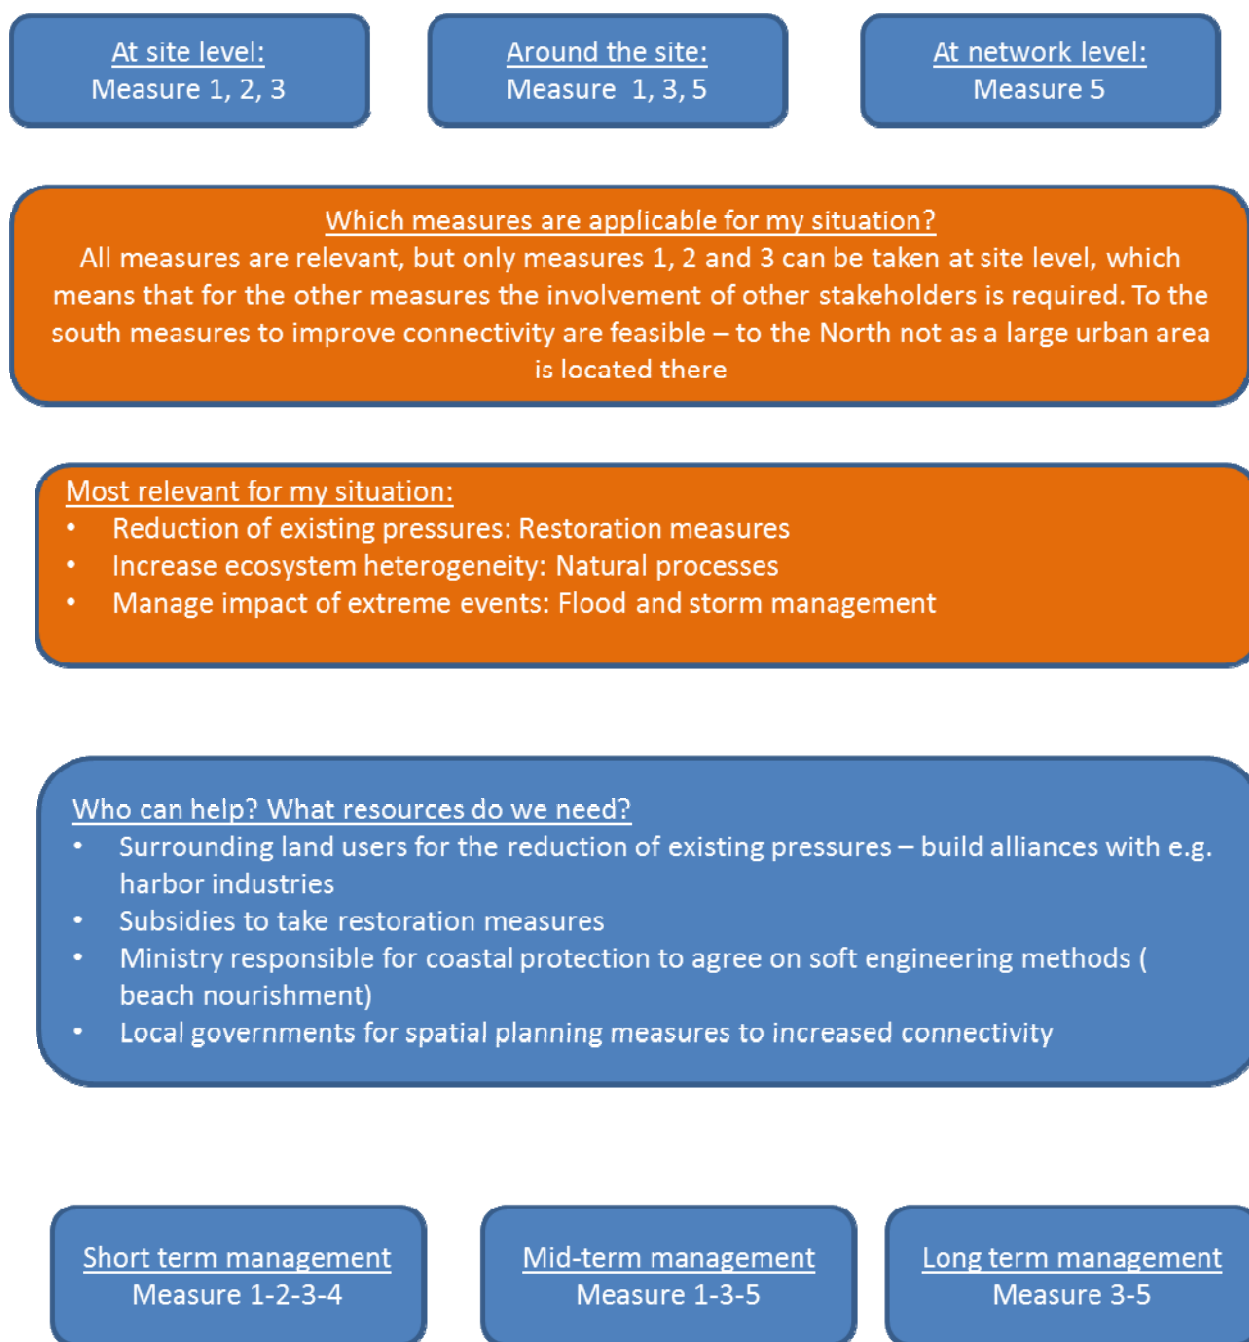 At site level:
Measure 1, 2, 3
Around the site:
Measure 1, 3, 5
At network level:
Measure 5
Which measures are applicable for my situation?
All measures are relevant, but only measures 1, 2 and 3 can be taken at site level, which
means that for the other measures the involvement of other stakeholders is required. To the
south measures to improve connectivity are feasible – to the North not as a large urban area
is located there
Most relevant for my situation:
• Reduction of existing pressures: Restoration measures
• Increase ecosystem heterogeneity: Natural processes
• Manage impact of extreme events: Flood and storm management
Who can help? What resources do we need?
• Surrounding land users for the reduction of existing pressures – build alliances with e.g.
harbor industries
• Subsidies to take restoration measures
• Ministry responsible for coastal protection to agree on soft engineering methods (
beach nourishment)
• Local governments for spatial planning measures to increased connectivity
Short term management
Measure 1-2-3-4
Mid-term management
Measure 1-3-5
Long term management
Measure 3-5